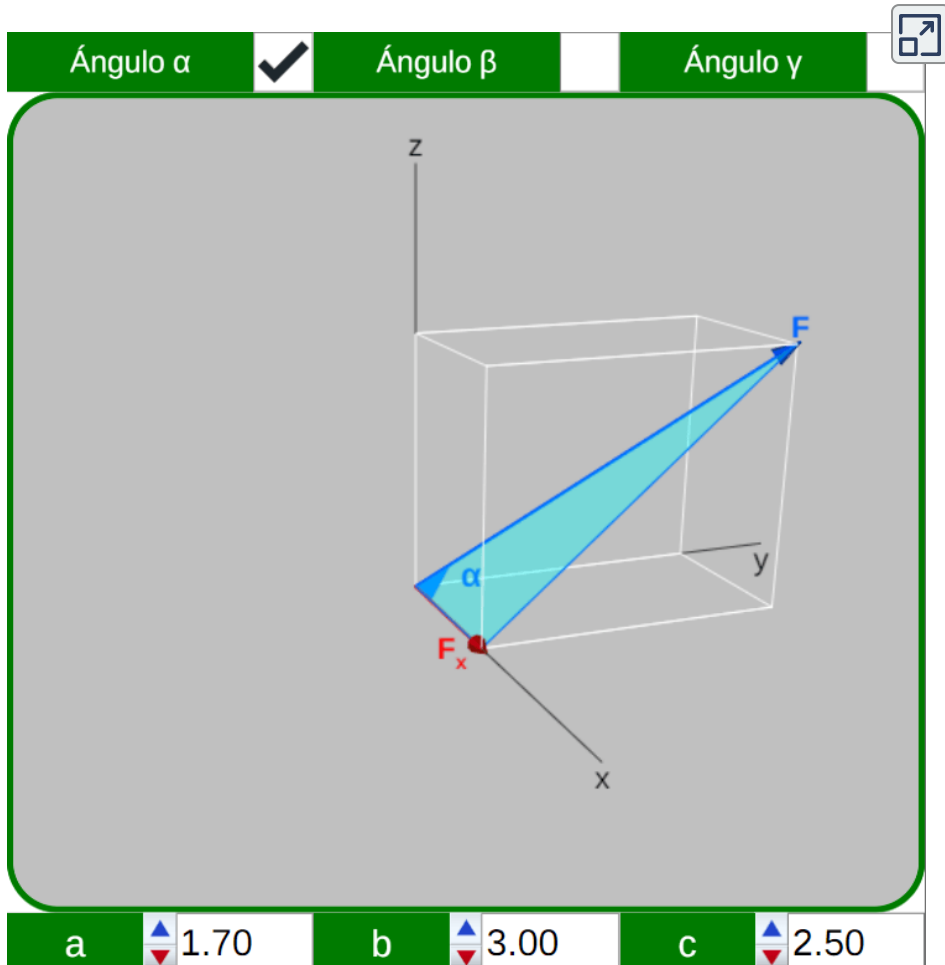 Ángulo α Ángulo β Ángulo γ
z
F
α
y
Fx
x
a 1.70 b 3.00 c 2.50